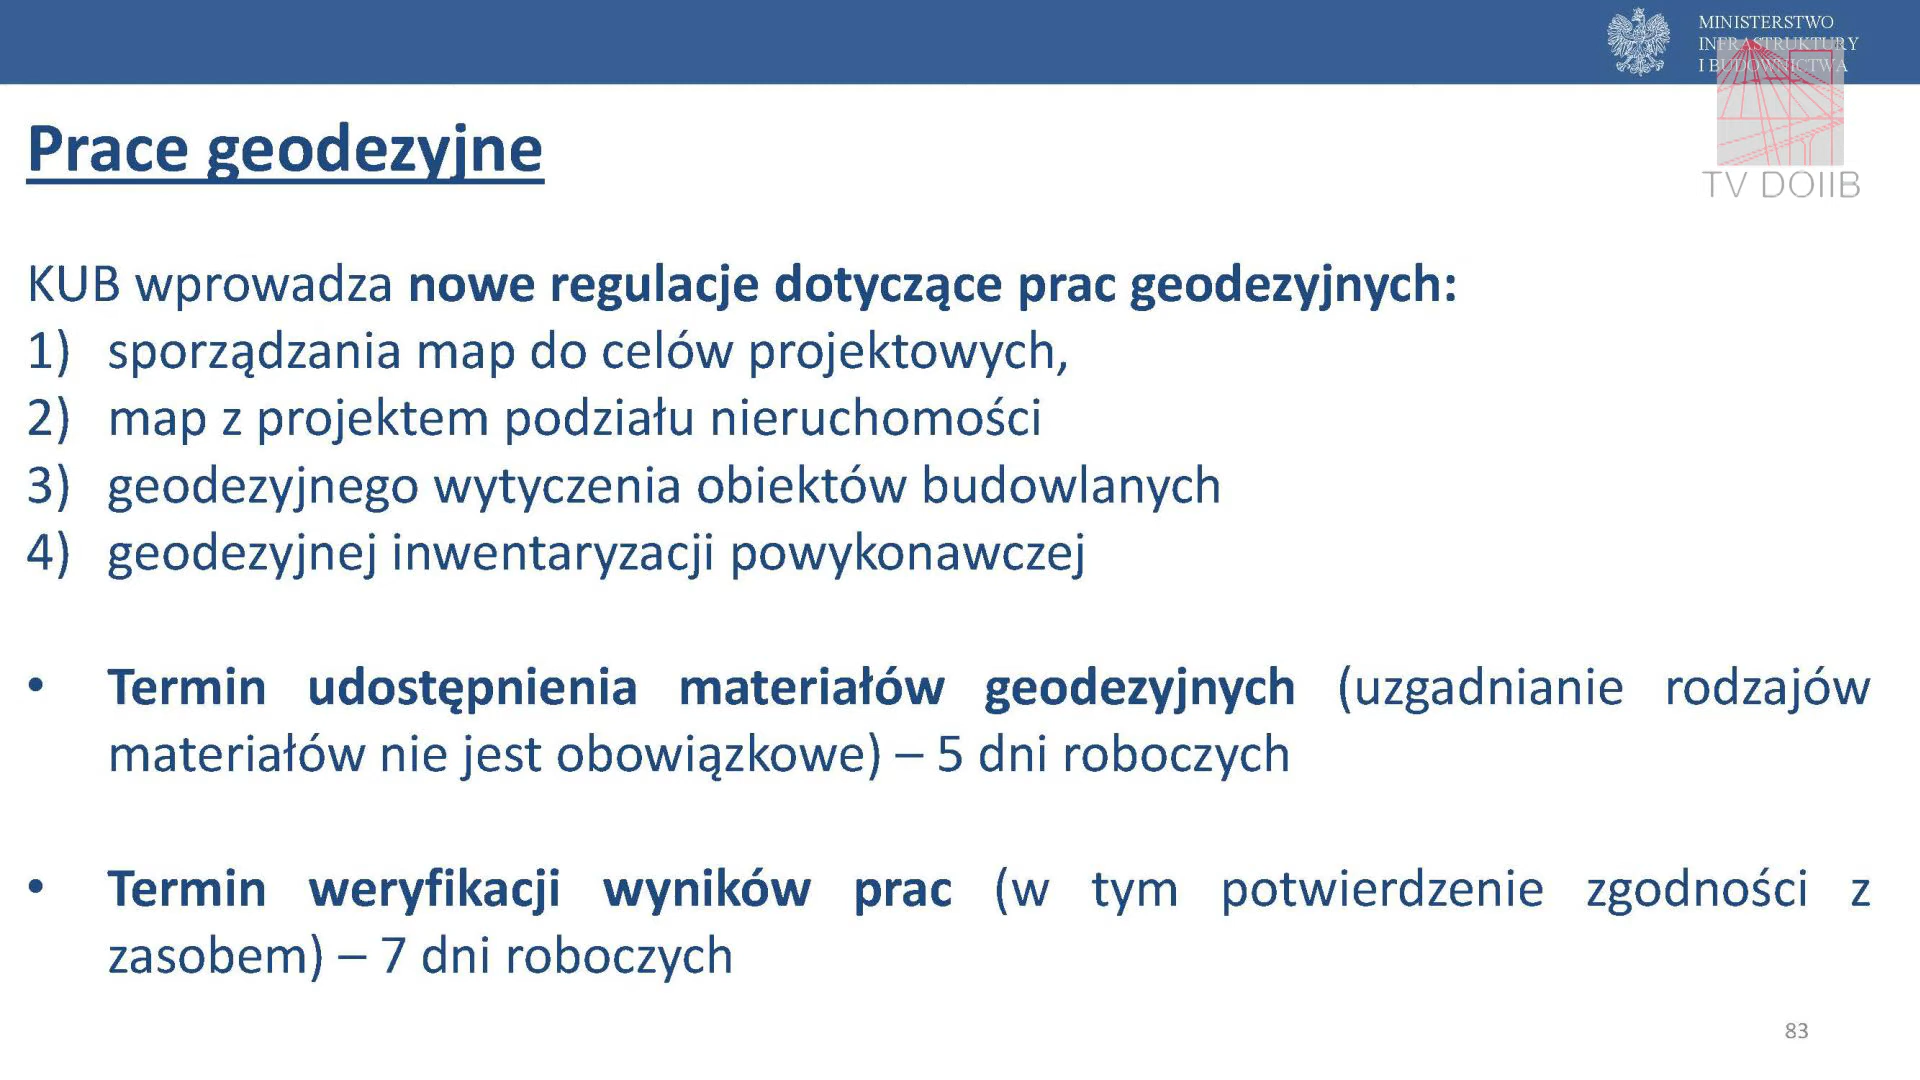 MINISTERSTWO
INFRASTRUKTURY
I BUDOWNICTWA
TV DOIIB
Prace geodezyjne
KUB wprowadza nowe regulacje dotyczące prac geodezyjnych:
1) sporządzania map do celów projektowych,
2) map z projektem podziału nieruchomości
3) geodezyjnego wytyczenia obiektów budowlanych
4) geodezyjnej inwentaryzacji powykonawczej
• Termin udostępnienia materiałów geodezyjnych (uzgadnianie rodzajów
materiałów nie jest obowiązkowe) – 5 dni roboczych
• Termin weryfikacji wyników prac (w tym potwierdzenie zgodności z
zasobem) – 7 dni roboczych
83